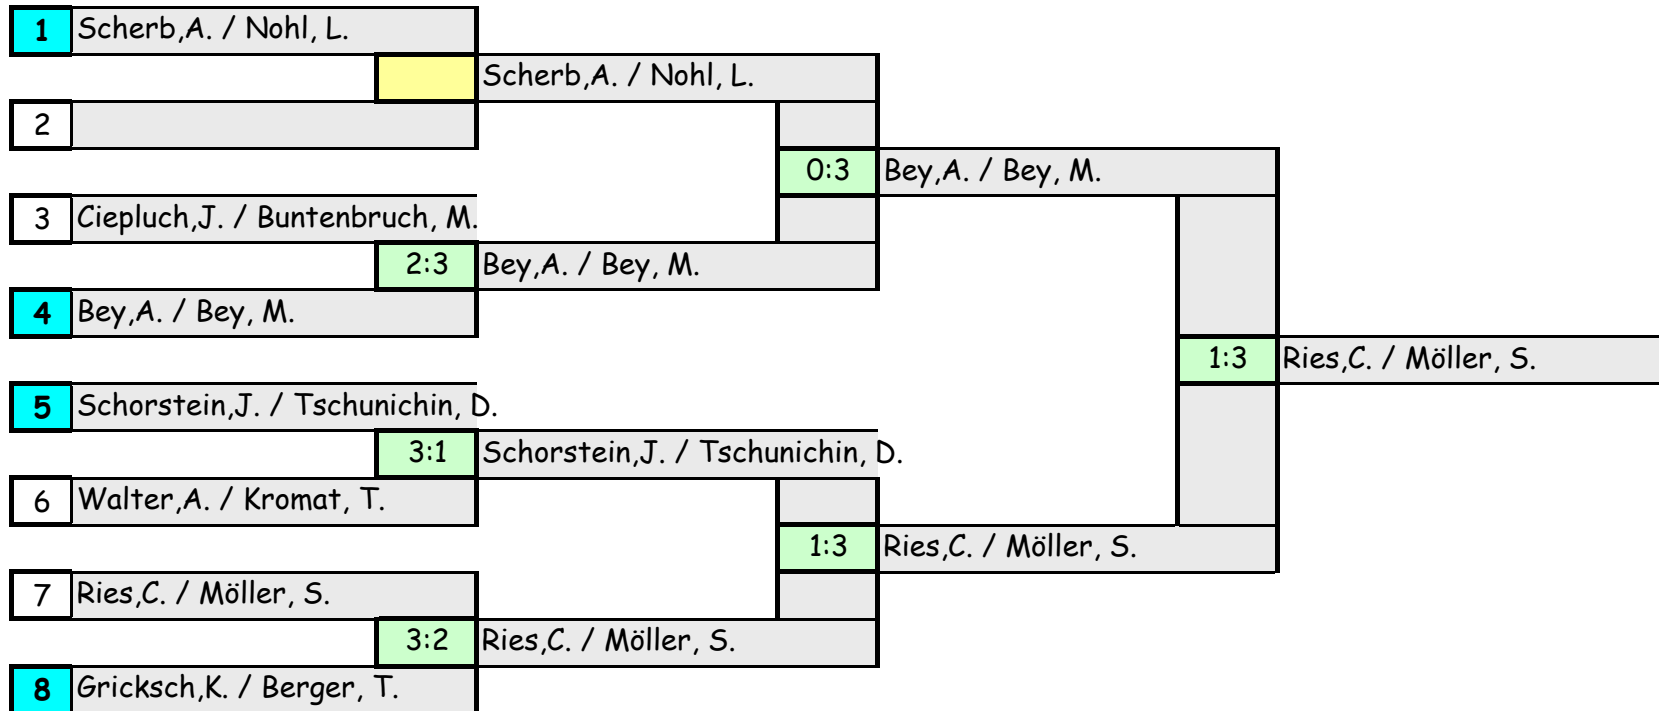 1 Scherb,A. / Nohl, L.
Scherb,A. / Nohl, L.
2
0:3 Bey,A. / Bey, M.
3 Ciepluch,J. / Buntenbruch, M.
2:3 Bey,A. / Bey, M.
4 Bey,A. / Bey, M.
1:3 Ries,C. / Möller, S.
5 Schorstein,J. / Tschunichin, D.
3:1 Schorstein,J. / Tschunichin, D.
6 Walter,A. / Kromat, T.
1:3 Ries,C. / Möller, S.
7 Ries,C. / Möller, S.
3:2 Ries,C. / Möller, S.
8 Gricksch,K. / Berger, T.